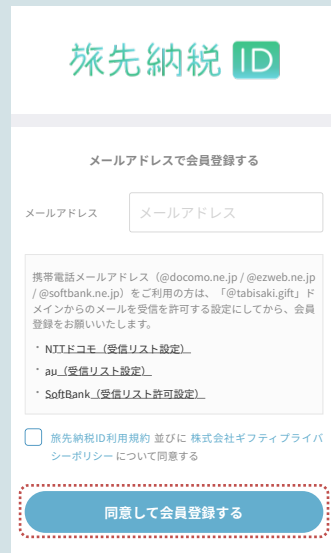 旅先納税 ID
メールアドレスで会員登録する
メールアドレス メールアドレス
携帯電話メールアドレス（@docomo.ne.jp / @ezweb.ne.jp
/ @softbank.ne.jp）をご利用の方は、「@tabisaki.gift」ド
メインからのメールを受信を許可する設定にしてから、会員
登録をお願いいたします。
・NTTドコモ（受信リスト設定）
・au（受信リスト設定）
・SoftBank（受信リスト許可設定）
旅先納税ID利用規約 並びに 株式会社ギフティプライバ
シーポリシー について同意する
同意して会員登録する